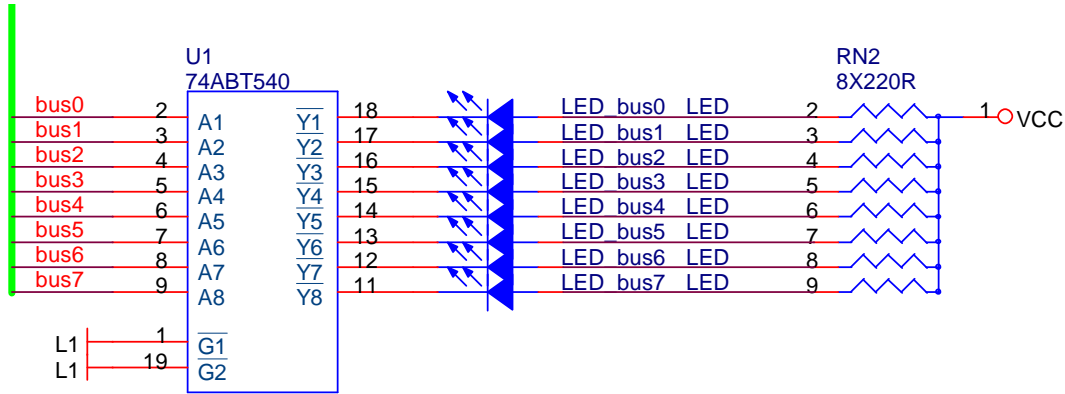 U1
74ABT540
RN2
8X220R
bus0 2 A1 Y1 18 LED_bus0 LED 2 1 VCC
bus1 3 A2 Y2 17 LED_bus1 LED 3
bus2 4 A3 Y3 16 LED_bus2 LED 4
bus3 5 A4 Y4 15 LED_bus3 LED 5
bus4 6 A5 Y5 14 LED_bus4 LED 6
bus5 7 A6 Y6 13 LED_bus5 LED 7
bus6 8 A7 Y7 12 LED_bus6 LED 8
bus7 9 A8 Y8 11 LED_bus7 LED 9
L1 1 G1
L1 19 G2